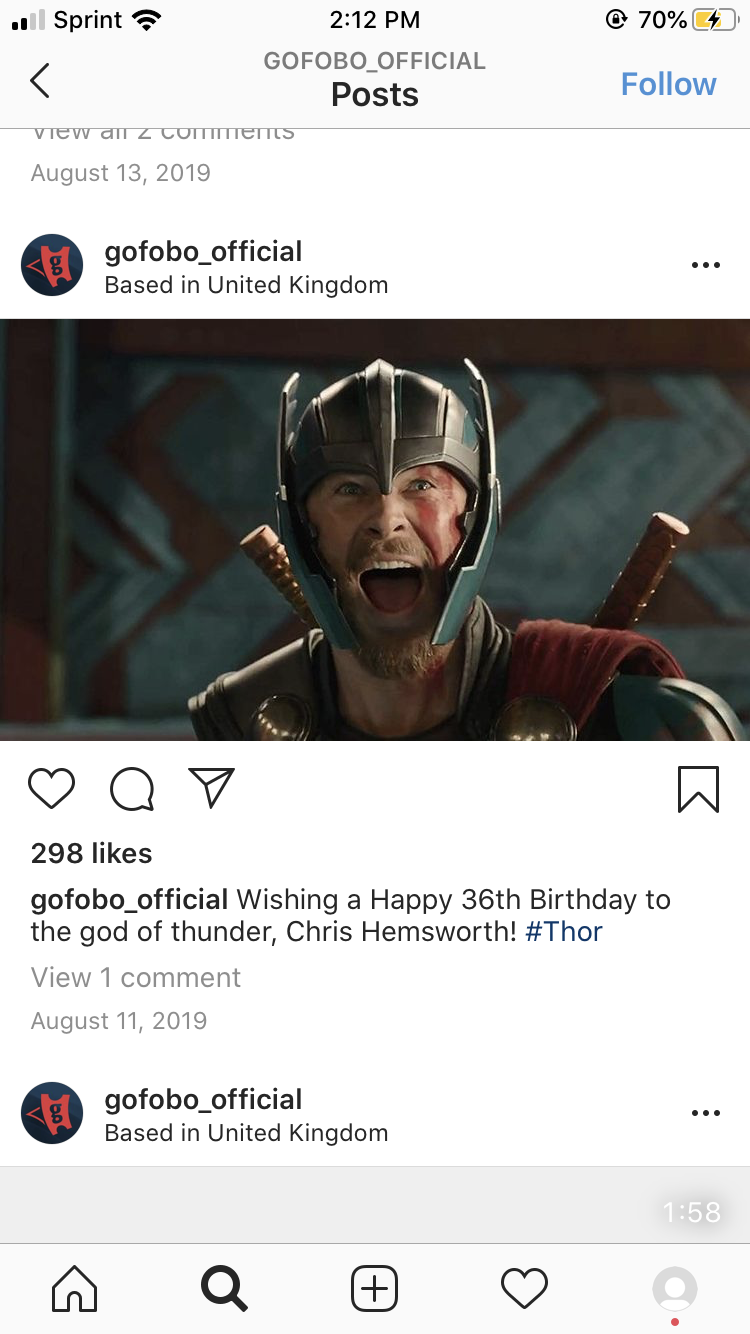 Sprint 2:12 PM 70%
GOFOBO_OFFICIAL
Posts Follow
View all 2 comments
August 13, 2019
g
gofobo_official
Based in United Kingdom
298 likes
gofobo_official Wishing a Happy 36th Birthday to
the god of thunder, Chris Hemsworth! #Thor
View 1 comment
August 11, 2019
g
gofobo_official
Based in United Kingdom
1:58